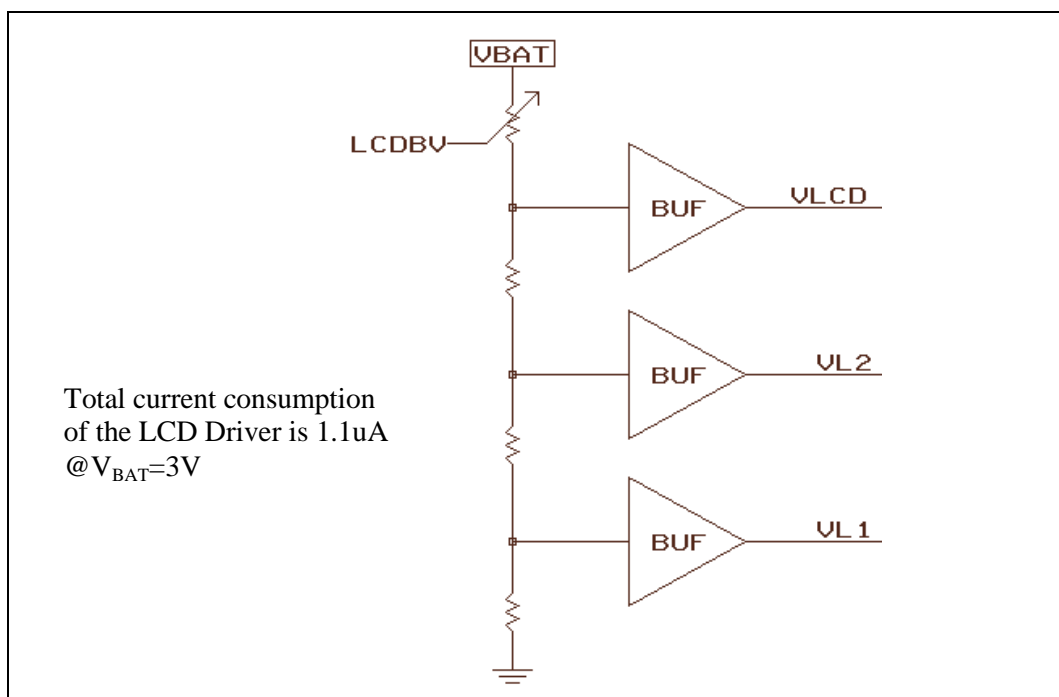 VBAT
LCDBV
BUF
VLCD
BUF
VL2
Total current consumption
of the LCD Driver is 1.1uA
@VBAT=3V
BUF
VL1